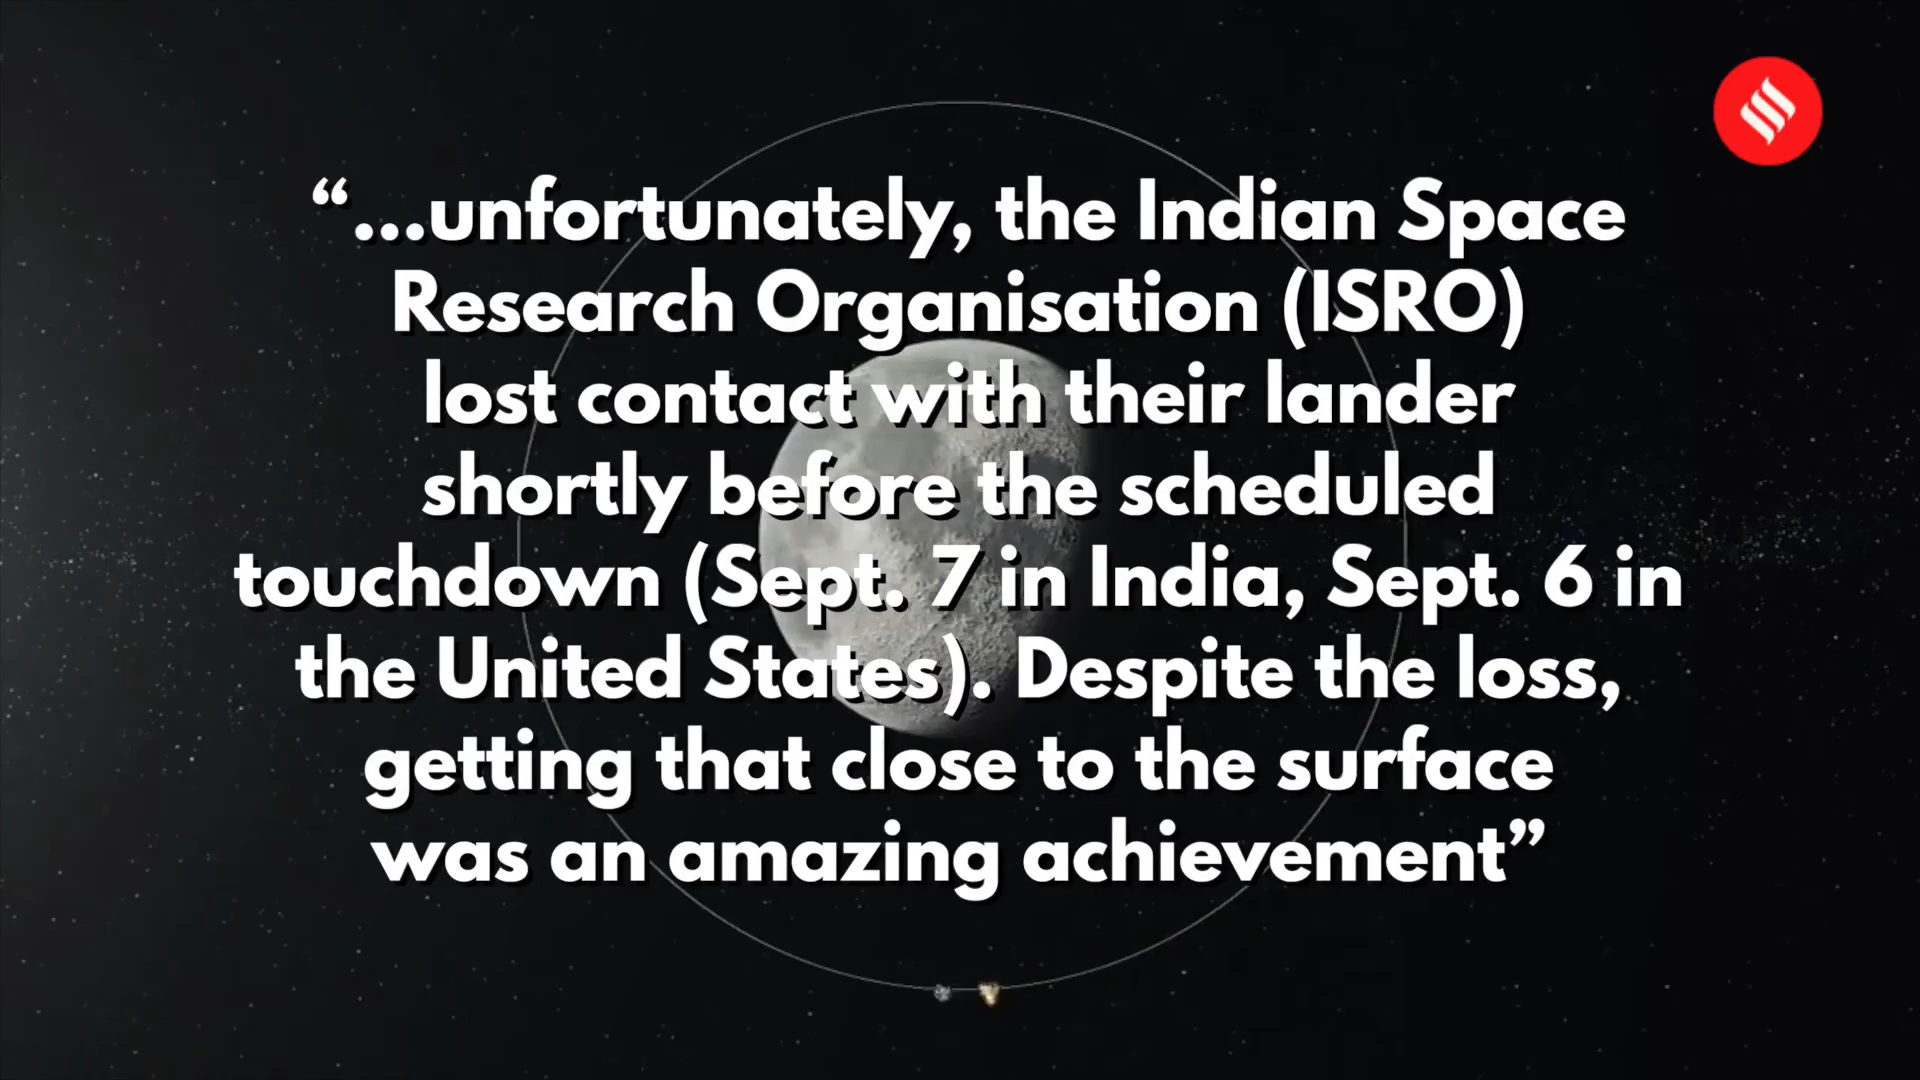 “...unfortunately, the Indian Space
Research Organisation (ISRO)
lost contact with their lander
shortly before the scheduled
touchdown (Sept. 7 in India, Sept. 6 in
the United States). Despite the loss,
getting that close to the surface
was an amazing achievement”